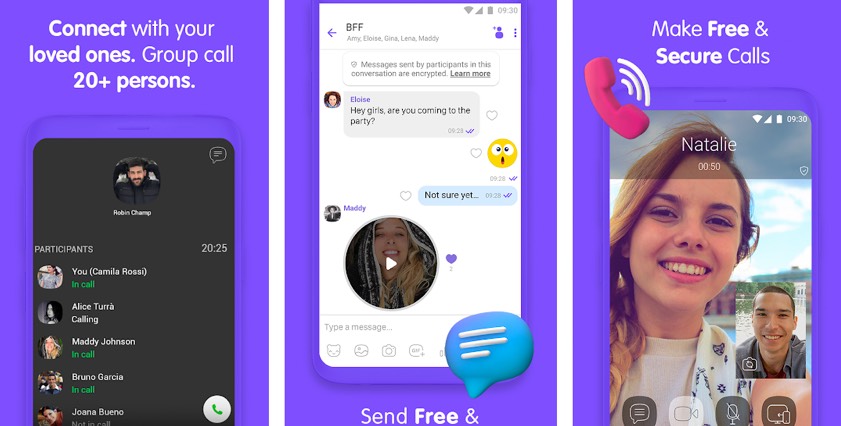 Connect with your
loved ones. Group call
20+ persons.
Robin Champ
PARTICIPANTS 20:25
You (Camila Rossi)
In call
Alice Turrà
Calling
Maddy Johnson
In call
Bruno Garcia
In call
Joana Bueno
Not in call
09:30
BFF
Amy, Eloise, Gina, Lena, Maddy
Messages sent by participants in this
conversation are encrypted. Learn more
Eloise
Hey girls, are you coming to the
party?
09:28
09:28
Not sure yet... 09:28
Maddy
2
Type a message...
GIF
Send Free &
Make Free &
Secure Calls
09:30
Natalie
00:50